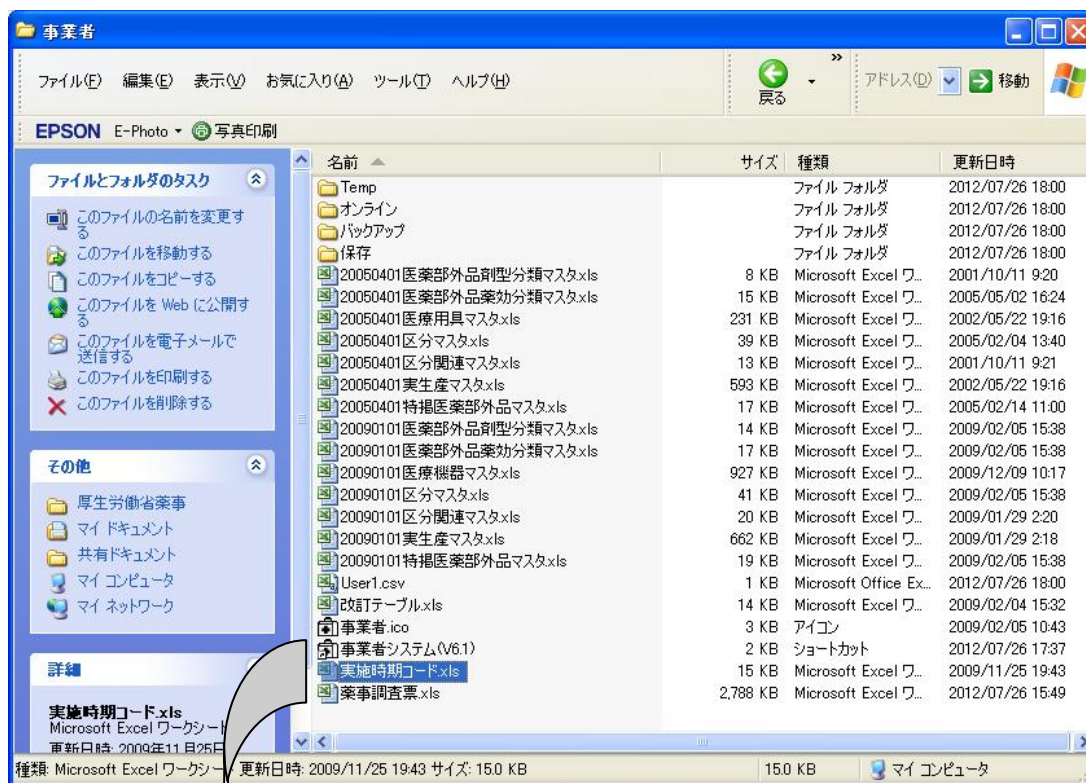 事業者
ファイル(F) 編集(E) 表示(V) お気に入り(A) ツール(T) ヘルプ(H) 戻る » アドレス(D) 移動
EPSON E-Photo 写真印刷
ファイルとフォルダのタスク
このファイルの名前を変更す
る
このファイルを移動する
このファイルをコピーする
このファイルを Web に公開す
る
このファイルを電子メールで
送信する
このファイルを印刷する
このファイルを削除する
その他
厚生労働省薬事
マイ ドキュメント
共有ドキュメント
マイ コンピュータ
マイ ネットワーク
詳細
実施時期コード.xls
Microsoft Excel ワークシー
更新日時: 2009年11月25日
名前 サイズ 種類 更新日時
Temp ファイル フォルダ 2012/07/26 18:00
オンライン ファイル フォルダ 2012/07/26 18:00
バックアップ ファイル フォルダ 2012/07/26 18:00
保存 ファイル フォルダ 2012/07/26 18:00
20050401医薬部外品剤型分類マスタ.xls 8 KB Microsoft Excel ワ... 2001/10/11 9:20
20050401医薬部外品薬効分類マスタ.xls 15 KB Microsoft Excel ワ... 2005/05/02 16:24
20050401医療用具マスタ.xls 231 KB Microsoft Excel ワ... 2002/05/22 19:16
20050401区分マスタ.xls 39 KB Microsoft Excel ワ... 2005/02/04 13:40
20050401区分関連マスタ.xls 13 KB Microsoft Excel ワ... 2001/10/11 9:21
20050401実生産マスタ.xls 593 KB Microsoft Excel ワ... 2002/05/22 19:16
20050401特掲医薬部外品マスタ.xls 17 KB Microsoft Excel ワ... 2005/02/14 11:00
20090101医薬部外品剤型分類マスタ.xls 14 KB Microsoft Excel ワ... 2009/02/05 15:38
20090101医薬部外品薬効分類マスタ.xls 17 KB Microsoft Excel ワ... 2009/02/05 15:38
20090101医療機器マスタ.xls 927 KB Microsoft Excel ワ... 2009/12/09 10:17
20090101区分マスタ.xls 41 KB Microsoft Excel ワ... 2009/02/05 15:38
20090101区分関連マスタ.xls 20 KB Microsoft Excel ワ... 2009/01/29 2:20
20090101実生産マスタ.xls 662 KB Microsoft Excel ワ... 2009/01/29 2:18
20090101特掲医薬部外品マスタ.xls 19 KB Microsoft Excel ワ... 2009/02/05 15:38
User1.csv 1 KB Microsoft Office Ex... 2012/07/26 18:00
改訂テーブル.xls 14 KB Microsoft Excel ワ... 2009/02/04 15:32
事業者.ico 3 KB アイコン 2009/02/05 10:43
事業者システム(V6.1) 2 KB ショートカット 2012/07/26 17:37
実施時期コード.xls 15 KB Microsoft Excel ワ... 2009/11/25 19:43
薬事調査票.xls 2,788 KB Microsoft Excel ワ... 2012/07/26 15:49
種類: Microsoft Excel ワークシー 更新日時: 2009/11/25 19:43 サイズ: 15.0 KB 15.0 KB マイ コンピュータ